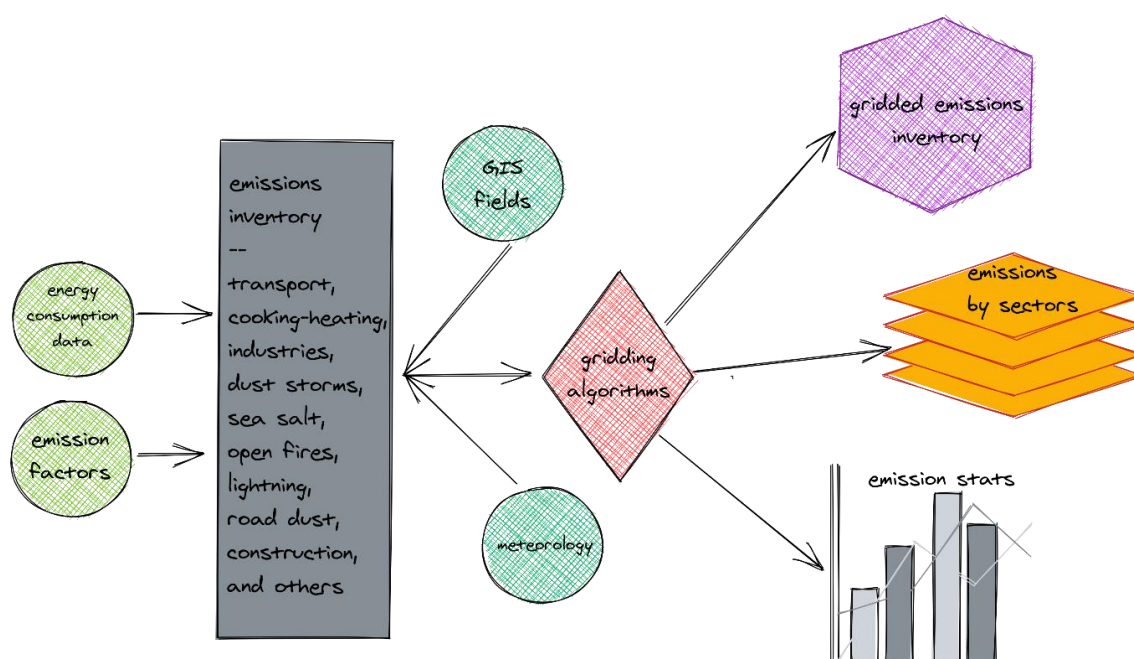 energy
consumption
data
emission
factors
emissions
inventory
--
transport,
cooking-heating,
industries,
dust storms,
sea salt,
open fires,
lightning,
road dust,
construction,
and others
GIS
fields
meteorology
gridding
algorithms
gridded emissions
inventory
emissions
by sectors
emission stats